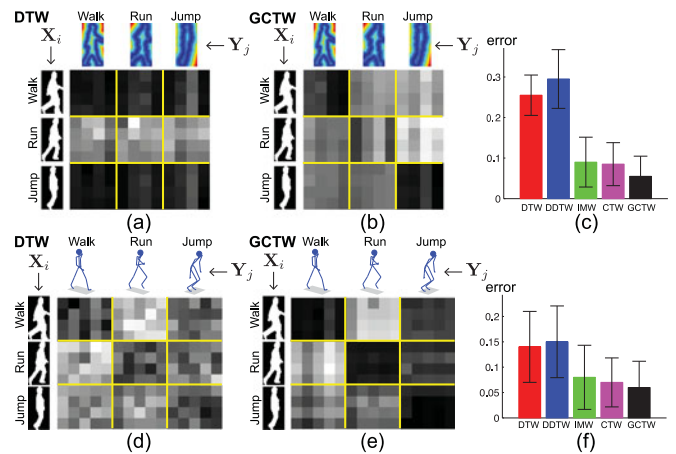 DTW Walk Run Jump
X_i
← Y_j
Walk
Run
Jump
(a)
GCTW Walk Run Jump
X_i
← Y_j
Walk
Run
Jump
(b)
error
0.3
0.2
0.1
0
DTW DDTW IMW CTW GCTW
(c)
DTW Walk Run Jump
X_i
← Y_j
Walk
Run
Jump
(d)
GCTW Walk Run Jump
X_i
← Y_j
Walk
Run
Jump
(e)
error
0.2
0.15
0.1
0.05
0
DTW DDTW IMW CTW GCTW
(f)